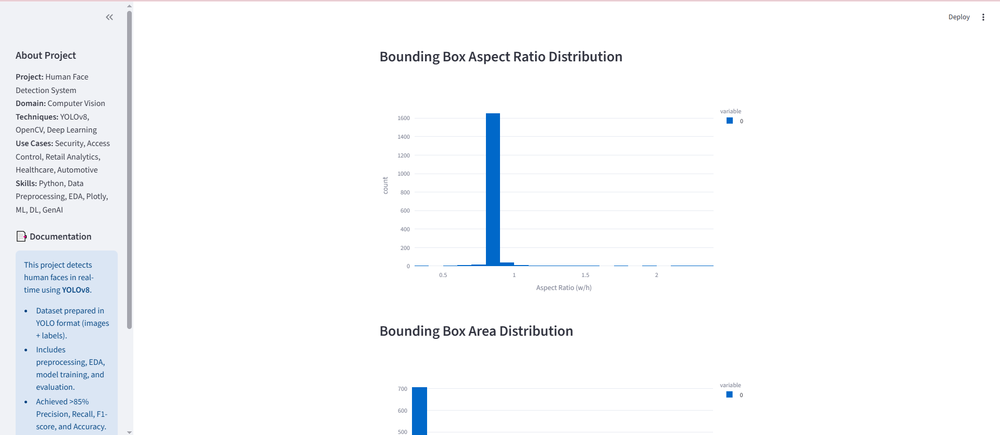 Deploy
About Project
Project: Human Face
Detection System
Domain: Computer Vision
Techniques: YOLOv8,
OpenCV, Deep Learning
Use Cases: Security, Access
Control, Retail Analytics,
Healthcare, Automotive
Skills: Python, Data
Preprocessing, EDA, Plotly,
ML, DL, GenAI
Documentation
This project detects
human faces in real-
time using YOLOv8.
• Dataset prepared in
YOLO format (images
+ labels).
• Includes
preprocessing, EDA,
model training, and
evaluation.
• Achieved >85%
Precision, Recall, F1-
score, and Accuracy.
Bounding Box Aspect Ratio Distribution
variable
0
1600
1400
1200
1000
800
600
400
200
0
count
0.5 1 1.5 2
Aspect Ratio (w/h)
Bounding Box Area Distribution
variable
0
700
600
500